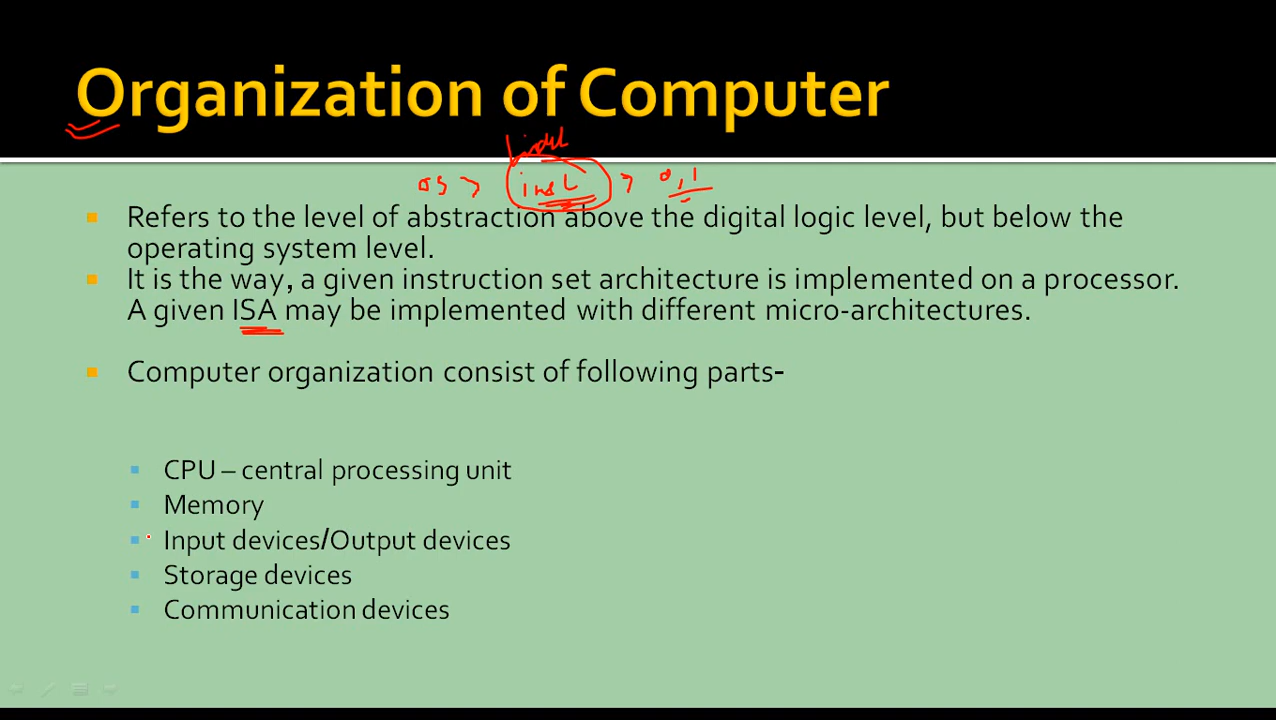 Organization of Computer
os > > 0,1
Refers to the level of abstraction above the digital logic level, but below the
operating system level.
It is the way, a given instruction set architecture is implemented on a processor.
A given ISA may be implemented with different micro-architectures.
Computer organization consist of following parts-
CPU – central processing unit
Memory
Input devices/Output devices
Storage devices
Communication devices